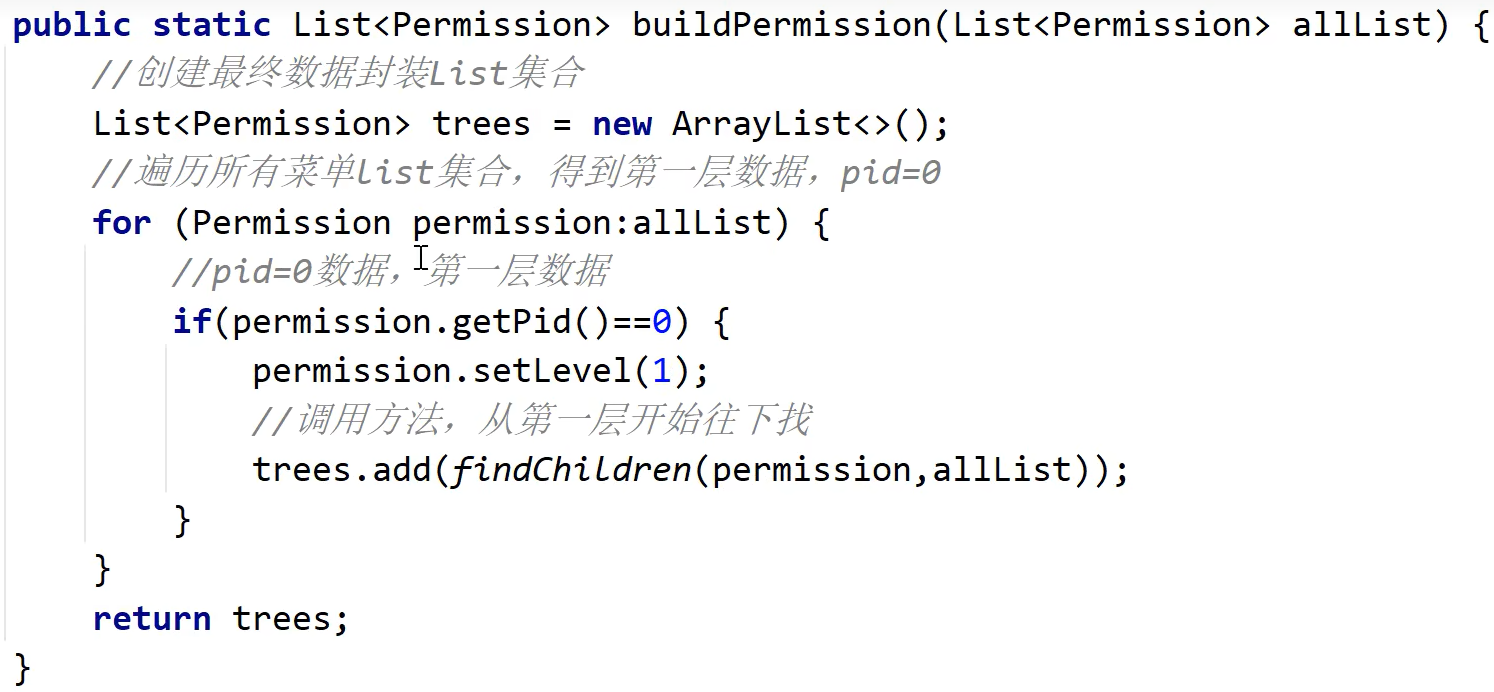 public static List<Permission> buildPermission(List<Permission> allList) {
//创建最终数据封装List集合
List<Permission> trees = new ArrayList<>();
//遍历所有菜单list集合，得到第一层数据，pid=0
for (Permission permission:allList) {
//pid=0数据，第一层数据
if(permission.getPid()==0) {
permission.setLevel(1);
//调用方法，从第一层开始往下找
trees.add(findChildren(permission,allList));
}
}
return trees;
}